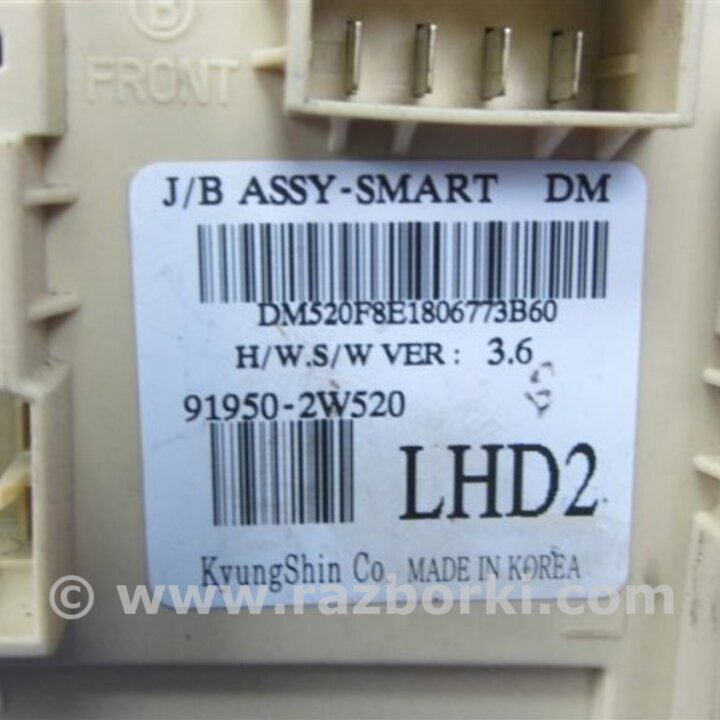 B
FRONT
J/B ASSY-SMART DM
DM520F8E1806773B60
H/W.S/W VER : 3.6
91950-2W520
LHD2
KyungShin Co. MADE IN KOREA
© www.razborki.com